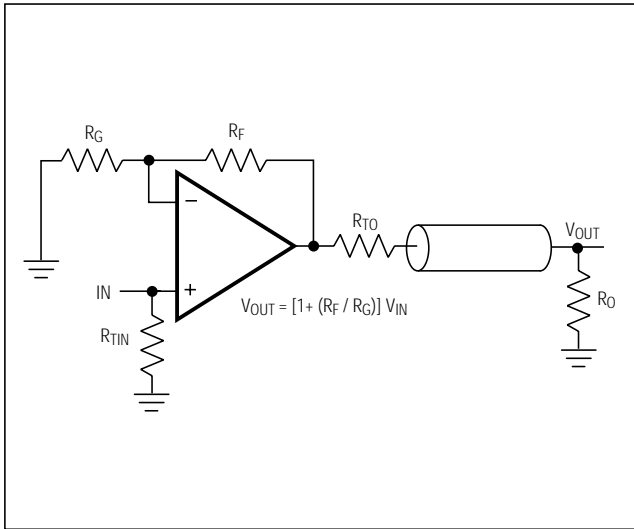 RG
RF
RTO
VOUT
−
IN
+
RO
VOUT = [1+ (RF / RG)] VIN
RTIN